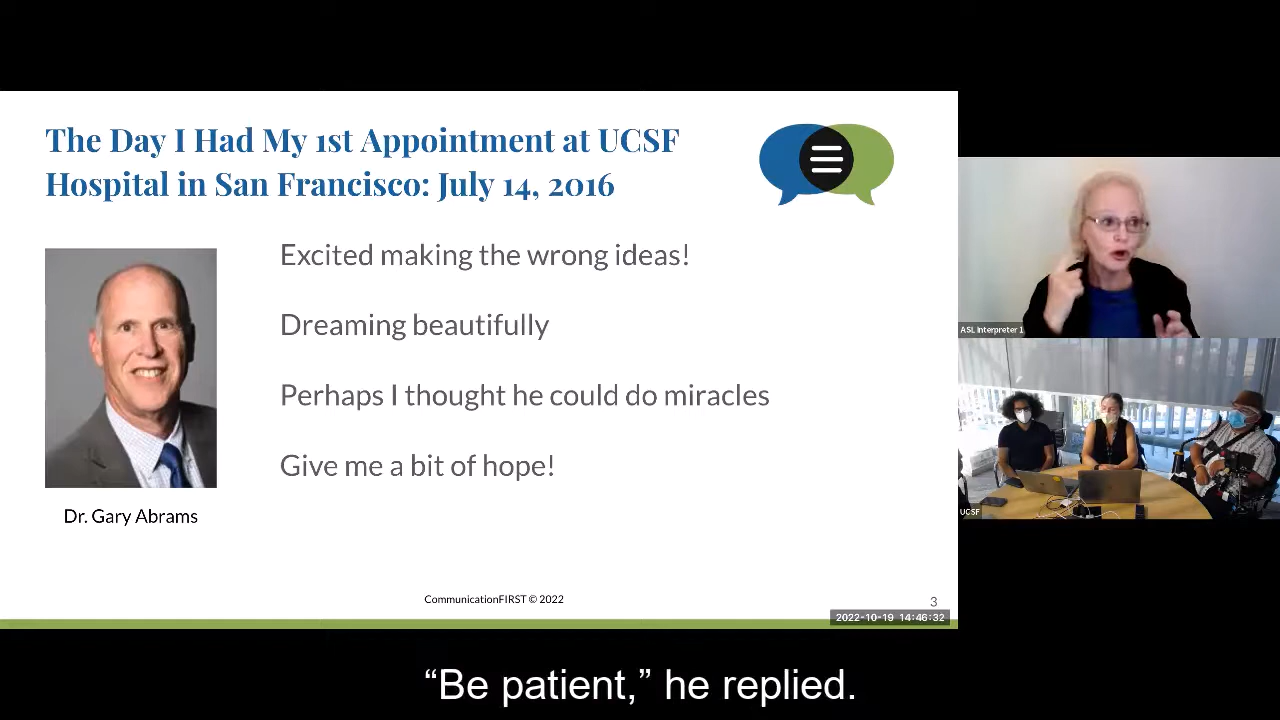 The Day I Had My 1st Appointment at UCSF
Hospital in San Francisco: July 14, 2016
Excited making the wrong ideas!
Dreaming beautifully
Perhaps I thought he could do miracles
Give me a bit of hope!
Dr. Gary Abrams
CommunicationFIRST © 2022
3
2022-10-19 14:46:32
ASL Interpreter 1
UCSF
“Be patient,” he replied.